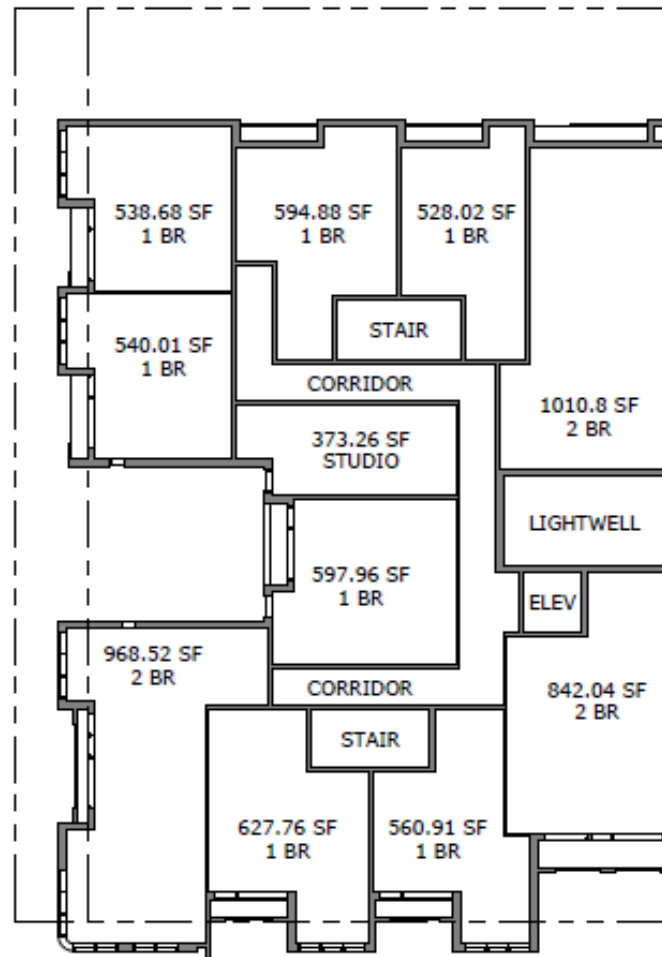 538.68 SF
1 BR
594.88 SF
1 BR
528.02 SF
1 BR
STAIR
540.01 SF
1 BR
CORRIDOR
1010.8 SF
2 BR
373.26 SF
STUDIO
LIGHTWELL
597.96 SF
1 BR
ELEV
968.52 SF
2 BR
CORRIDOR
842.04 SF
2 BR
STAIR
627.76 SF
1 BR
560.91 SF
1 BR